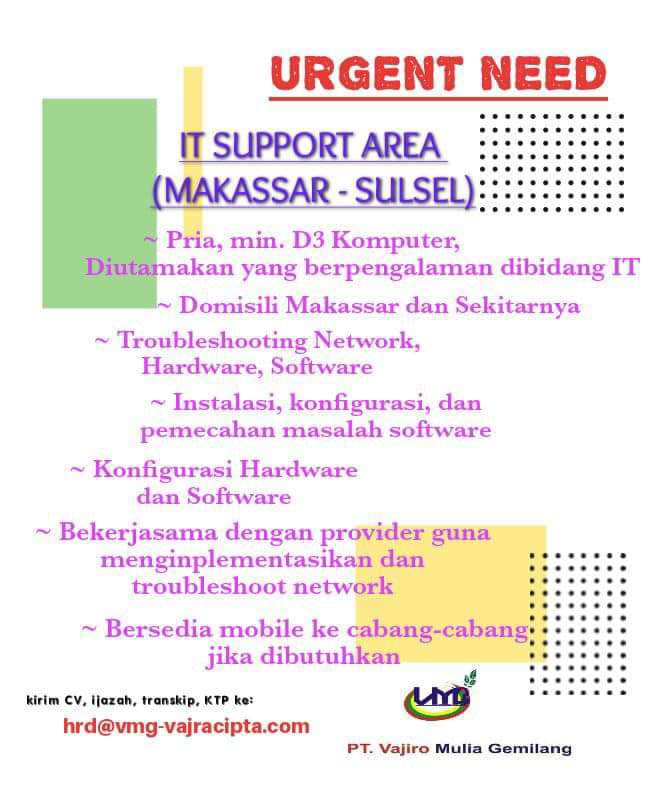 URGENT NEED
IT SUPPORT AREA
(MAKASSAR - SULSEL)
~ Pria, min. D3 Komputer,
Diutamakan yang berpengalaman dibidang IT
~ Domisili Makassar dan Sekitarnya
~ Troubleshooting Network,
Hardware, Software
~ Instalasi, konfigurasi, dan
pemecahan masalah software
~ Konfigurasi Hardware
dan Software
~ Bekerjasama dengan provider guna
menginplementasikan dan
troubleshoot network
~ Bersedia mobile ke cabang-cabang
jika dibutuhkan
kirim CV, ijazah, transkip, KTP ke:
hrd@vmg-vajracipta.com
VMG
PT. Vajiro Mulia Gemilang